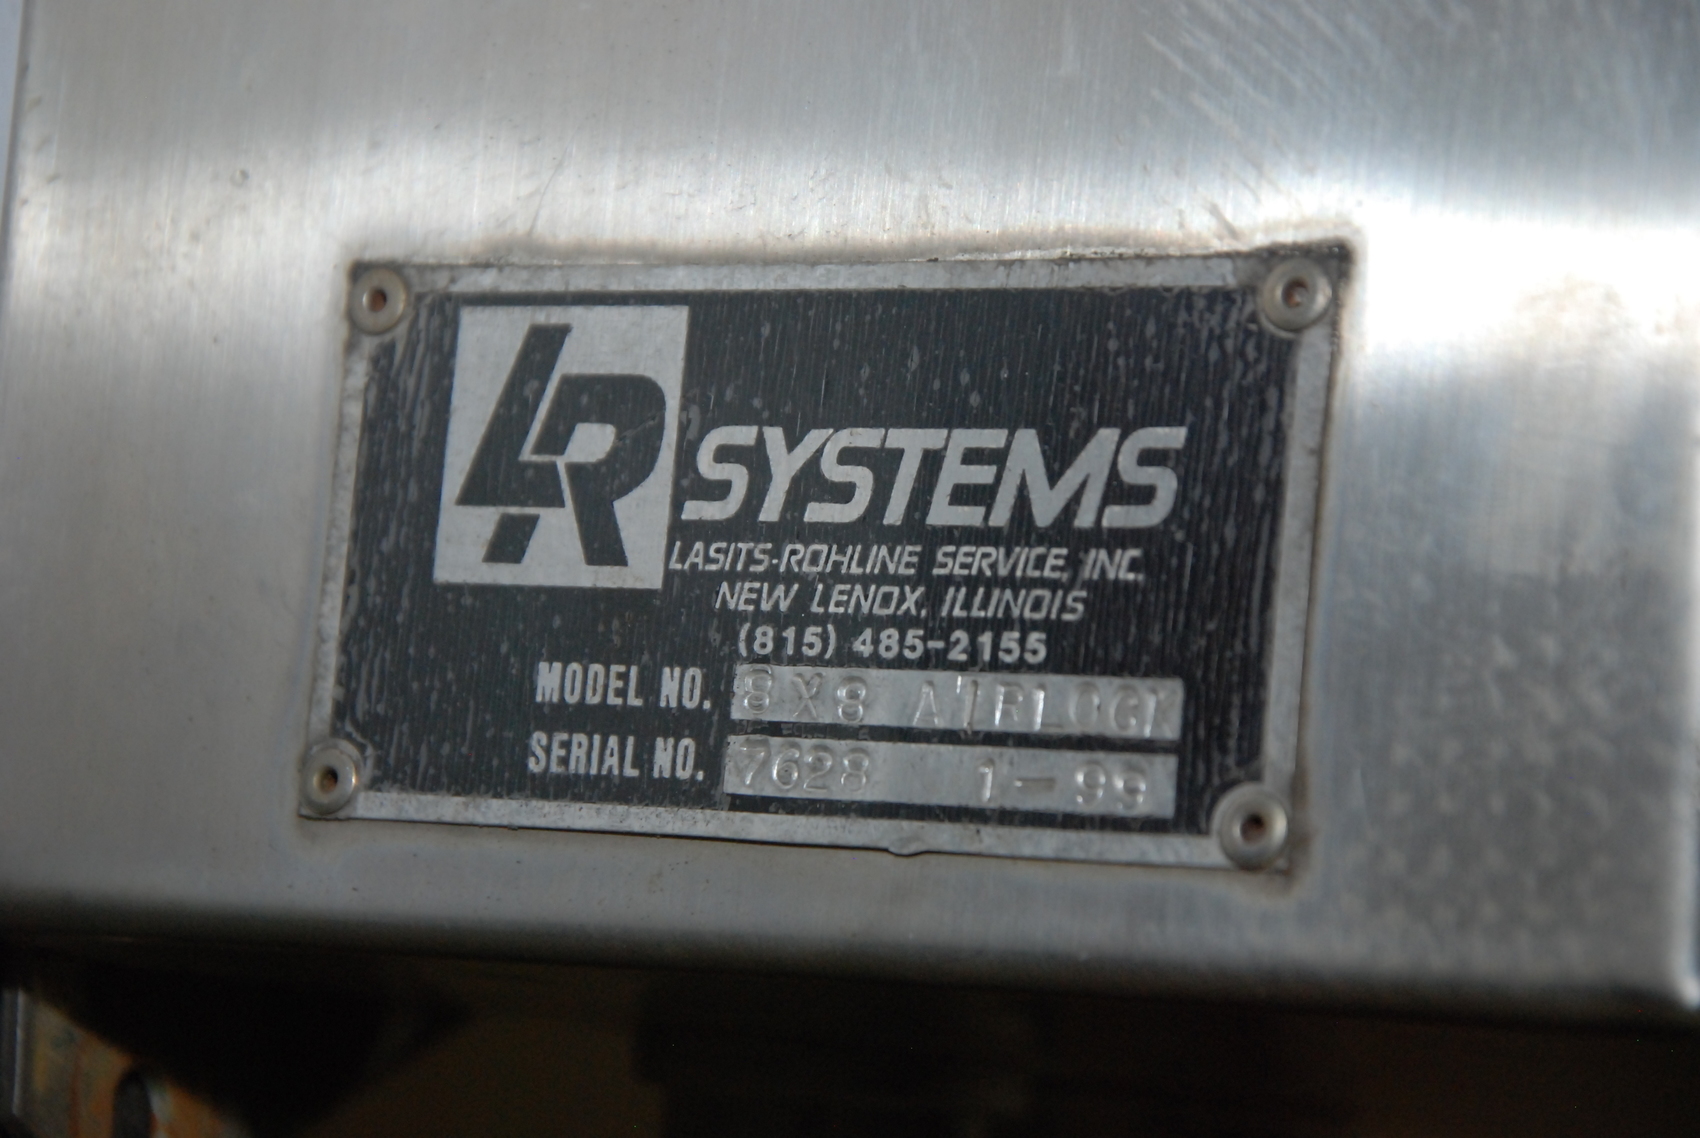 LR SYSTEMS
LASITS-ROHLINE SERVICE, INC.
NEW LENOX, ILLINOIS
(815) 485-2155
MODEL NO. 8X8 AIRLOCK
SERIAL NO. 7628 1-99